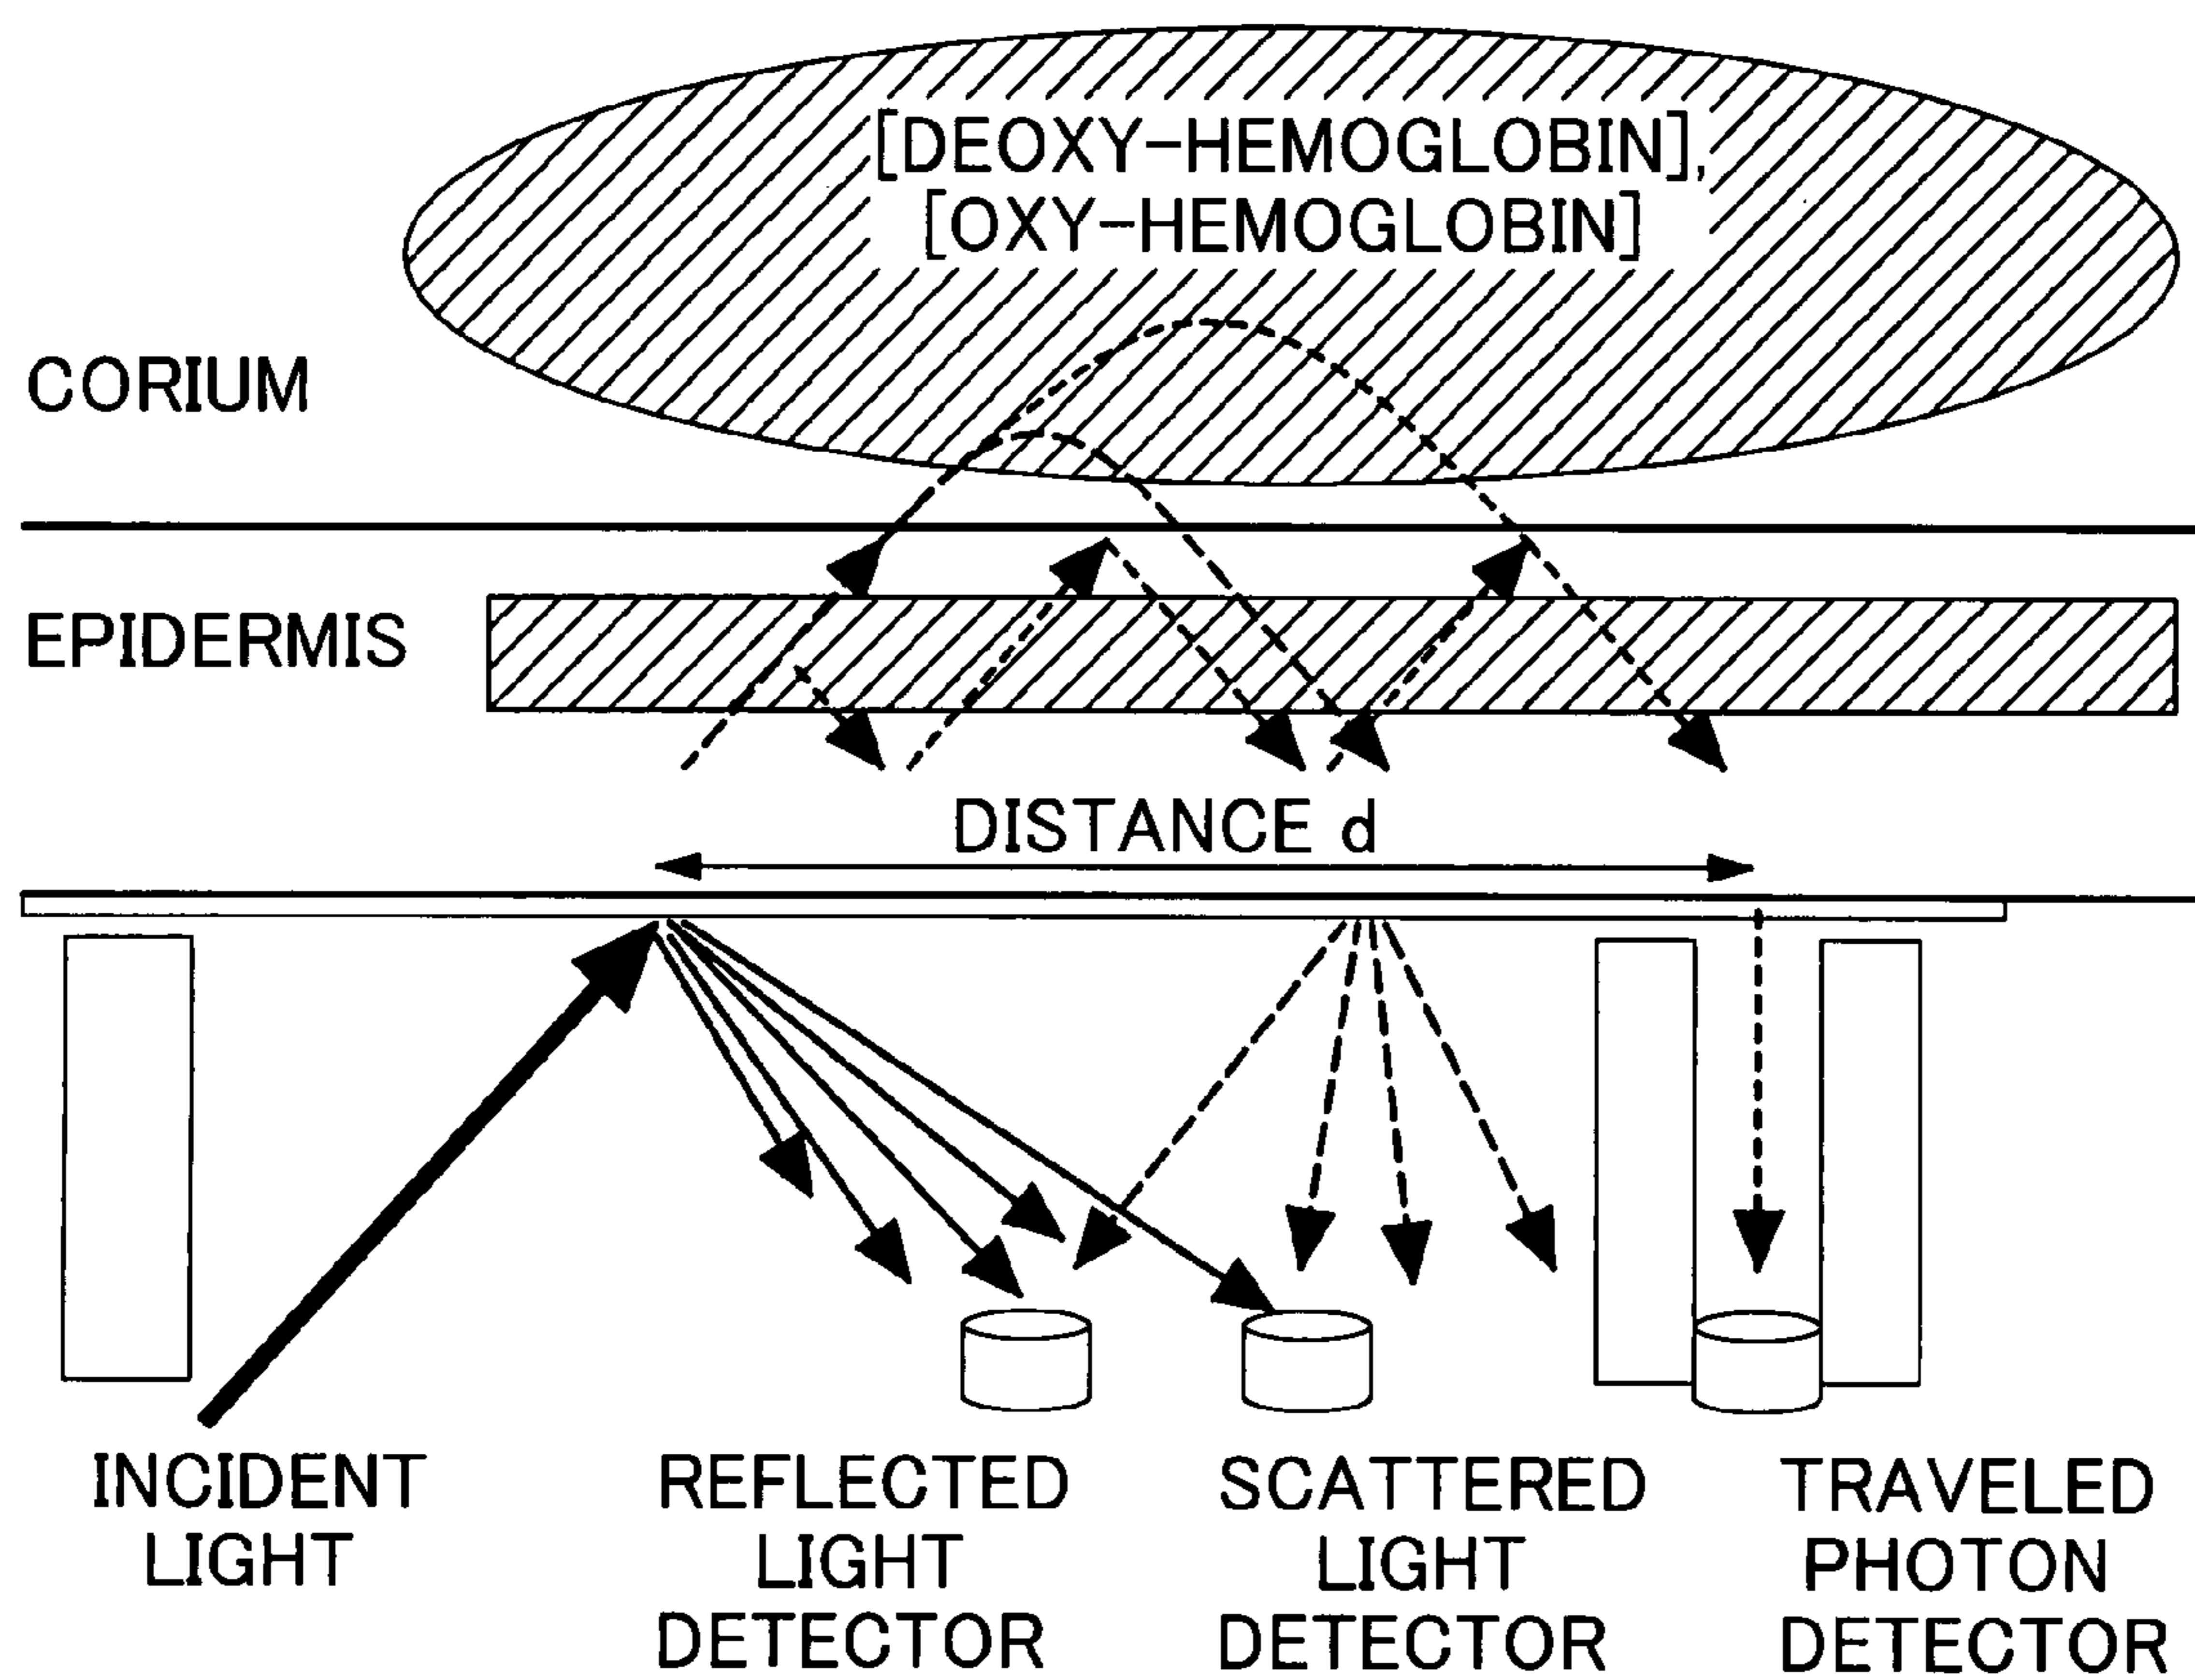 [DEOXY-HEMOGLOBIN],
[OXY-HEMOGLOBIN]
CORIUM
EPIDERMIS
DISTANCE d
INCIDENT
LIGHT
REFLECTED
LIGHT
DETECTOR
SCATTERED
LIGHT
DETECTOR
TRAVELED
PHOTON
DETECTOR